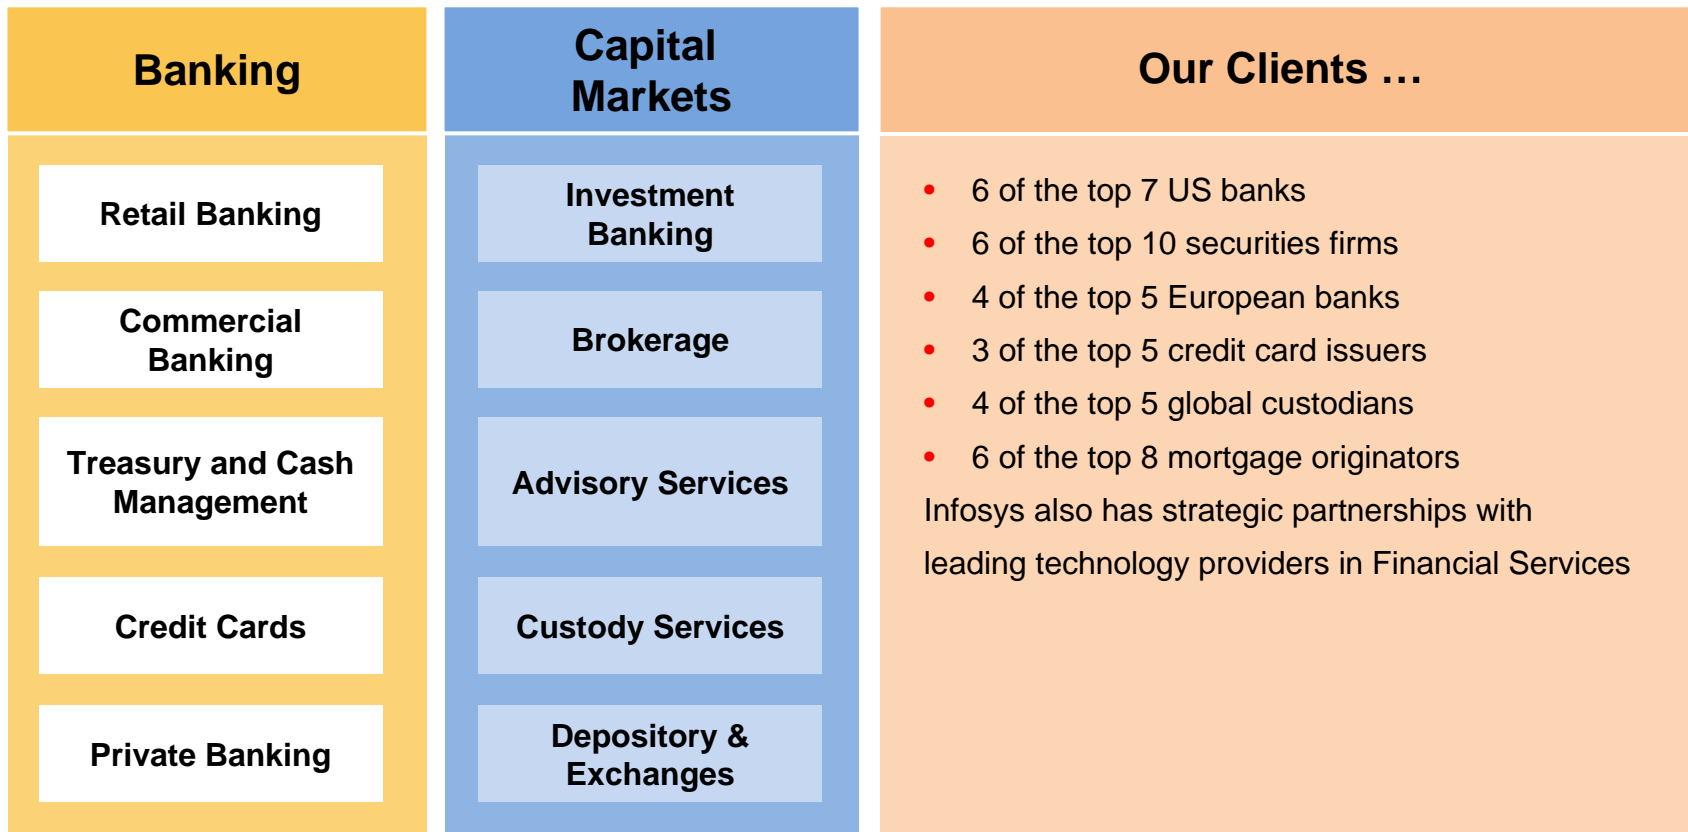 Banking
Retail Banking
Commercial
Banking
Treasury and Cash
Management
Credit Cards
Private Banking
Capital
Markets
Investment
Banking
Brokerage
Advisory Services
Custody Services
Depository &
Exchanges
Our Clients …
• 6 of the top 7 US banks
• 6 of the top 10 securities firms
• 4 of the top 5 European banks
• 3 of the top 5 credit card issuers
• 4 of the top 5 global custodians
• 6 of the top 8 mortgage originators
Infosys also has strategic partnerships with
leading technology providers in Financial Services